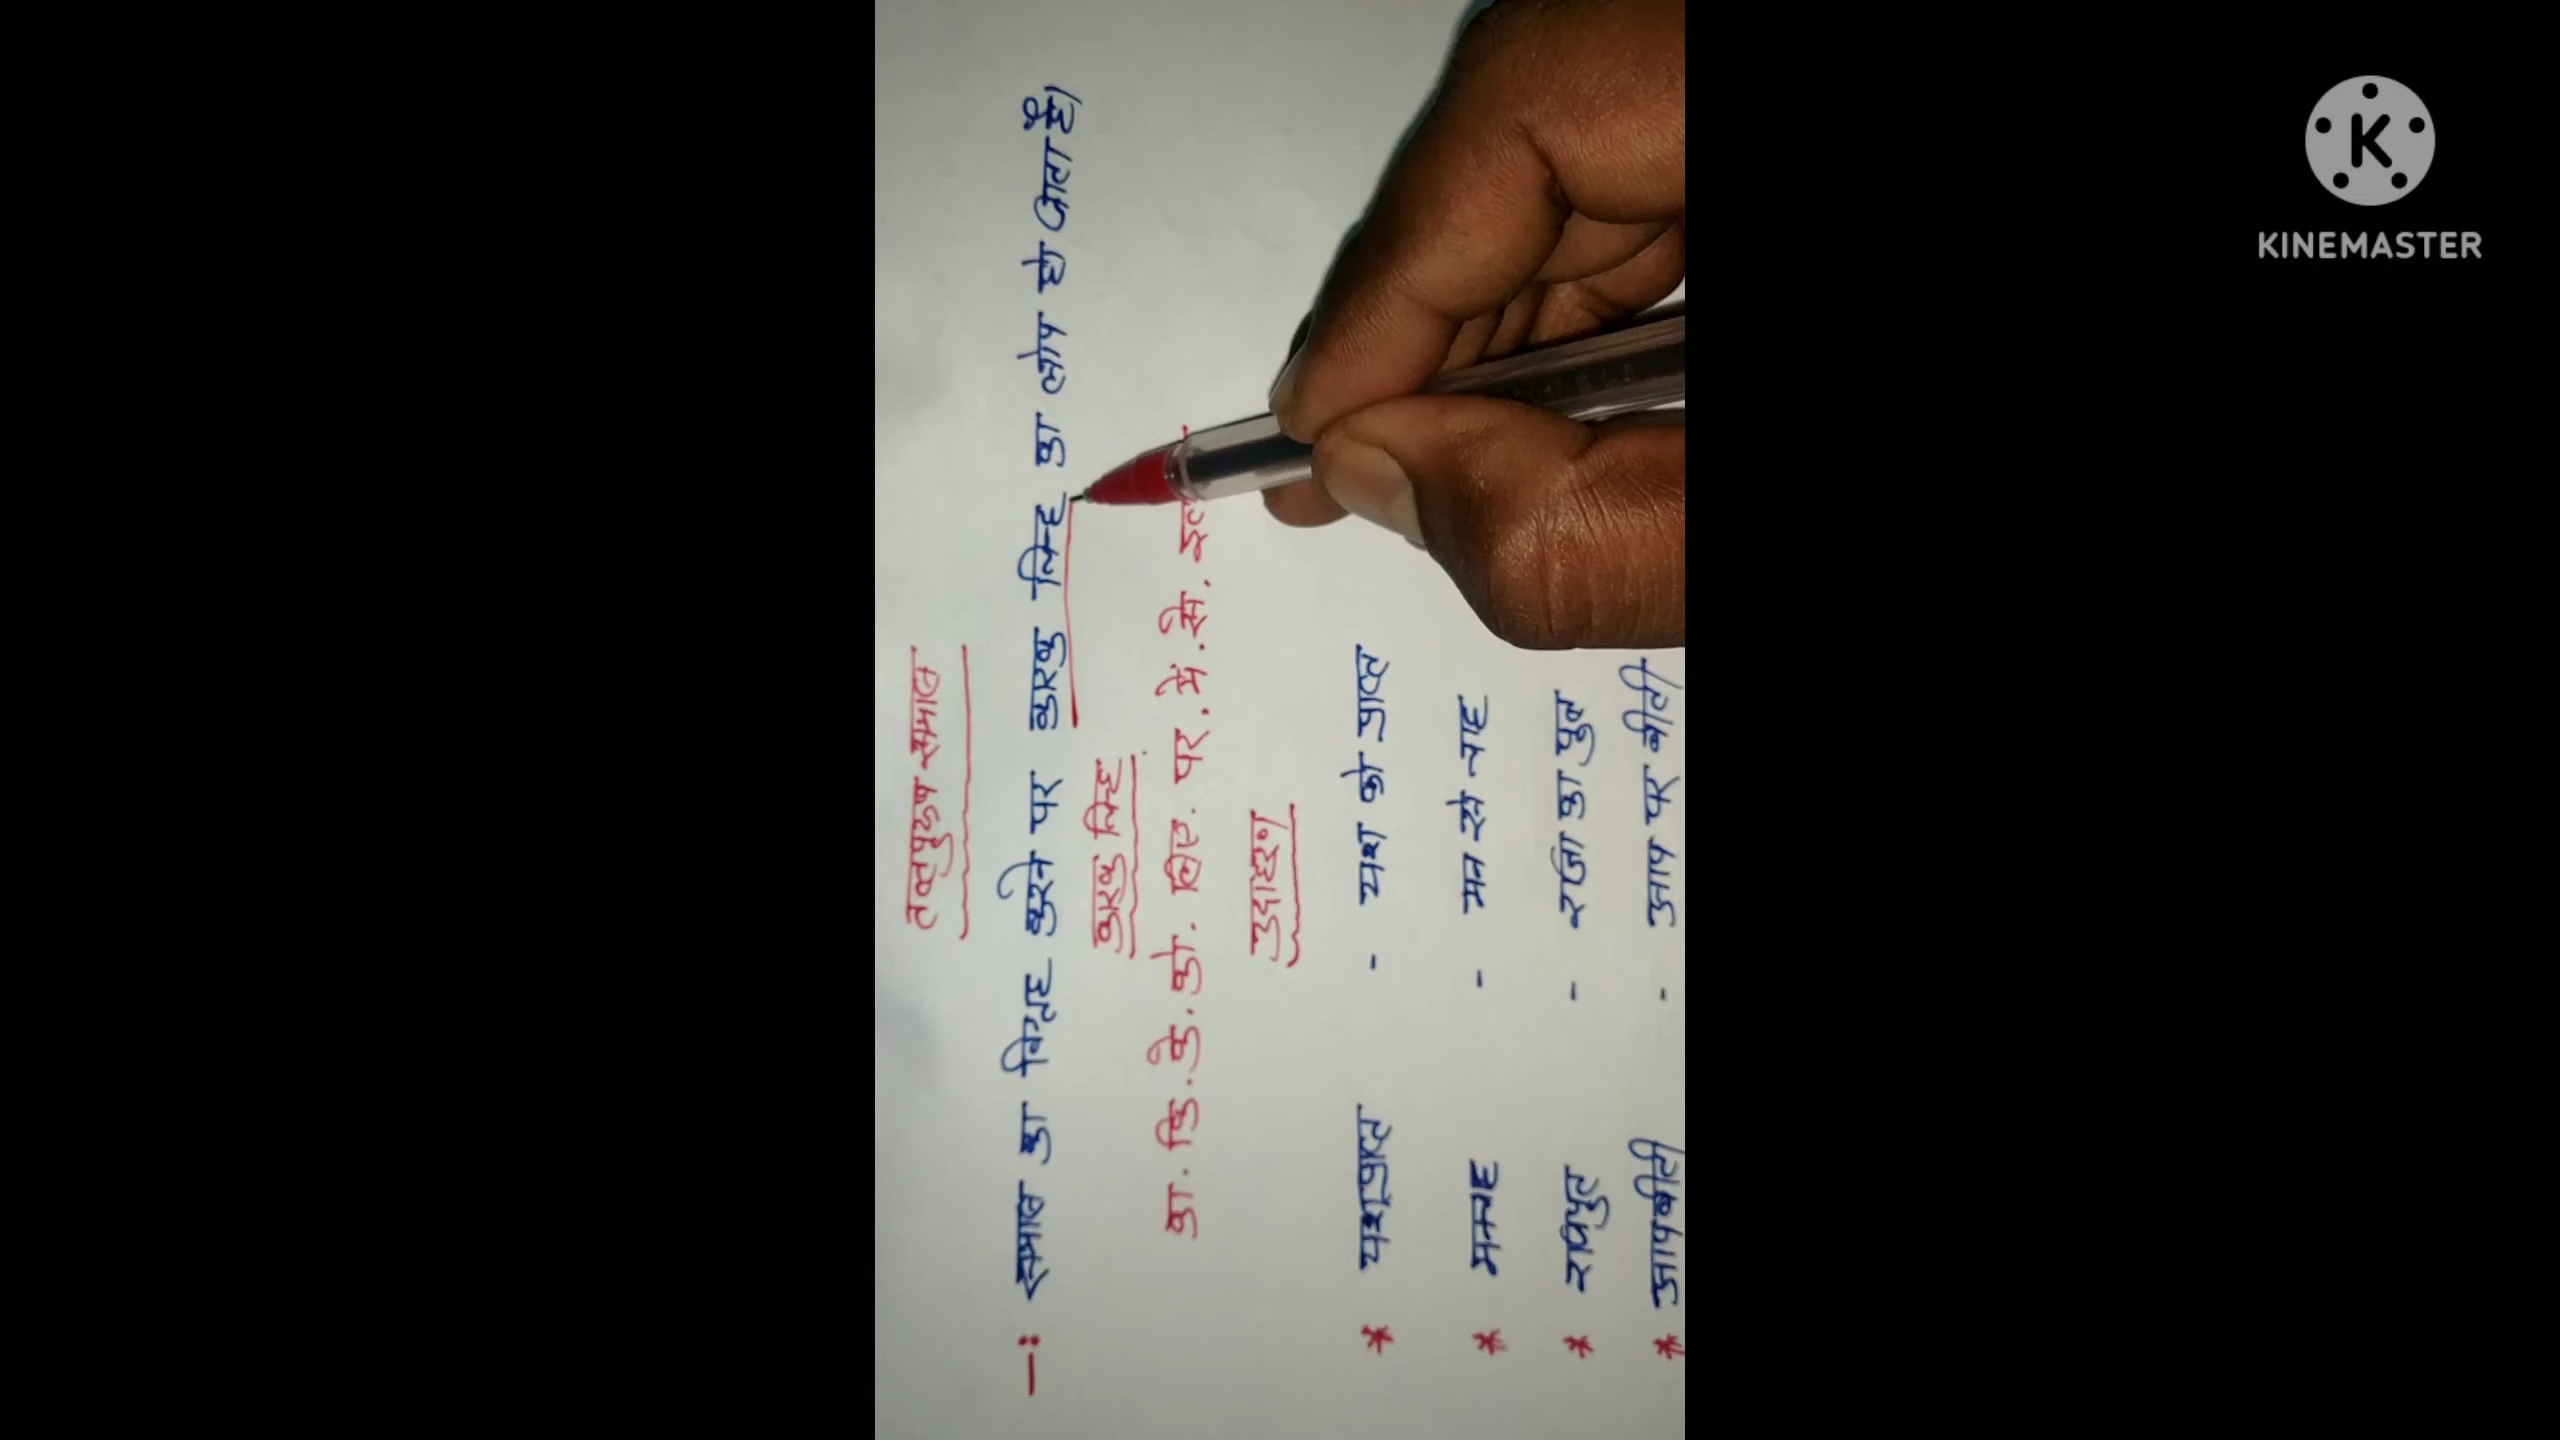 तत्पुरुष समास
—: समास का विग्रह करने पर कारक चिन्ह का लोप हो जाता है।
कारक चिन्ह
का. कि. के. को. लिए. पर. में. से.
उदाहरण
* यशप्राप्त - यश को प्राप्त
* मनचाह - मन से चाह
* राजपुत्र - राजा का पुत्र
* आपबीती - आप पर बीती
K
KINEMASTER